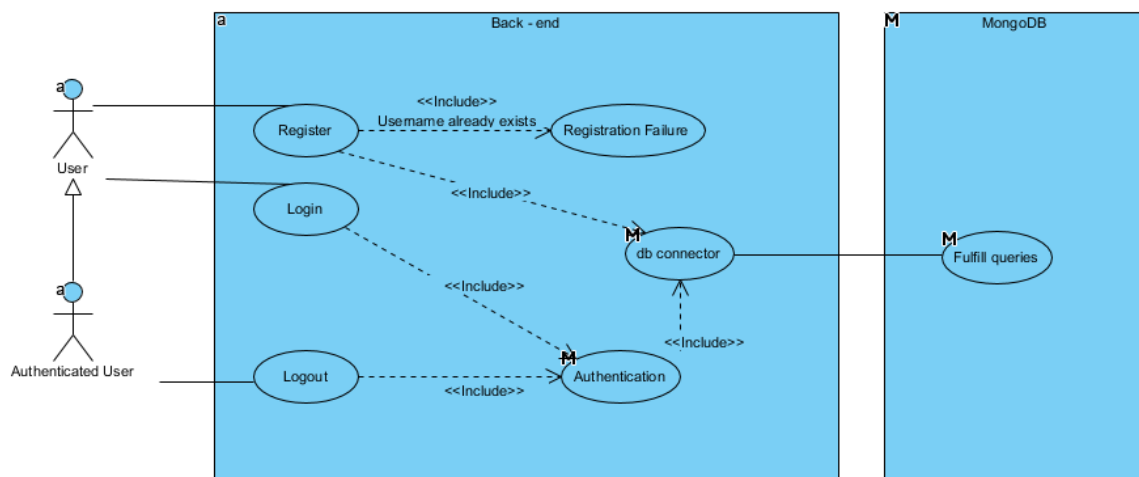 a
Back - end
M
MongoDB
a
<<Include>>
Username already exists
Register
Registration Failure
User
<<Include>>
Login
M
db connector
M
Fulfill queries
<<Include>>
a
<<Include>>
M
Authenticated User
Logout
Authentication
<<Include>>